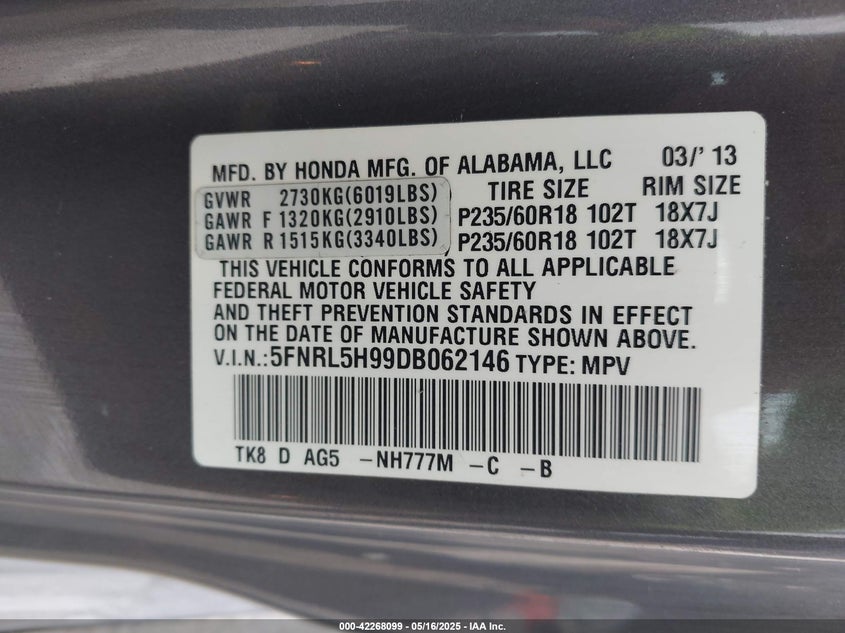 MFD. BY HONDA MFG. OF ALABAMA, LLC 03/' 13
GVWR 2730KG(6019LBS) TIRE SIZE RIM SIZE
GAWR F 1320KG(2910LBS) P235/60R18 102T 18X7J
GAWR R 1515KG(3340LBS) P235/60R18 102T 18X7J
THIS VEHICLE CONFORMS TO ALL APPLICABLE
FEDERAL MOTOR VEHICLE SAFETY
AND THEFT PREVENTION STANDARDS IN EFFECT
ON THE DATE OF MANUFACTURE SHOWN ABOVE.
V.I.N.: 5FNRL5H99DB062146 TYPE: MPV
TK8 D AG5 -NH777M -C -B
000-42268099 - 05/16/2025 - IAA Inc.